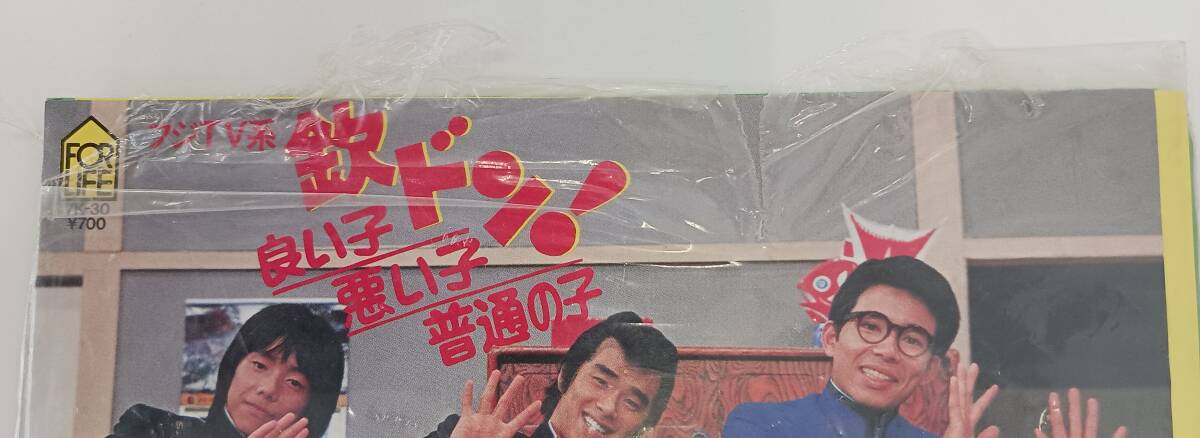 FOR
LIFE
7K-30
¥700
フジTV系
欽ドン!
良い子
悪い子
普通の子